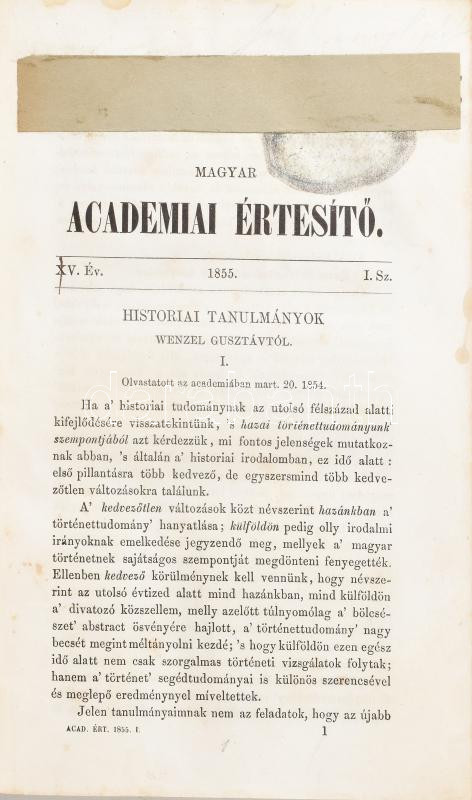 MAGYAR
ACADEMIAI ÉRTESÍTŐ.
XV. Év. 1855. I. Sz.
HISTORIAI TANULMÁNYOK
WENZEL GUSZTÁVTÓL.
I.
Olvastatott az academiában mart. 20. 1854.
Ha a' historiai tudománynak az utolsó félszázad alatti
kifejlődésére visszatekintünk, 's hazai történettudományunk
szempontjából azt kérdezzük, mi fontos jelenségek mutatkoz-
nak abban, 's általán a' historiai irodalomban, ez idő alatt:
első pillantásra több kedvező, de egyszersmind több kedve-
zőtlen változásokra találunk.
A' kedvezőtlen változások közt névszerint hazánkban a'
történettudomány' hanyatlása; külföldön pedig olly irodalmi
irányoknak emelkedése jegyzendő meg, mellyek a' magyar
történetnek sajátságos szempontját megdönteni fenyegették.
Ellenben kedvező körülménynek kell vennünk, hogy névsze-
rint az utolsó évtized alatt mind hazánkban, mind külföldön
a' divatozó közszellem, melly azelőtt túlnyomólag a' bölcsé-
szet' abstract ösvényére hajlott, a' történettudomány' nagy
becsét megint méltányolni kezdé; 's hogy külföldön ezen egész
idő alatt nem csak szorgalmas történeti vizsgálatok folytak;
hanem a' történet' segédtudományai is különös szerencsével
és meglepő eredménynyel míveltettek.
Jelen tanulmányaimnak nem az feladatok, hogy az újabb
ACAD. ÉRT. 1855. I. 1
1